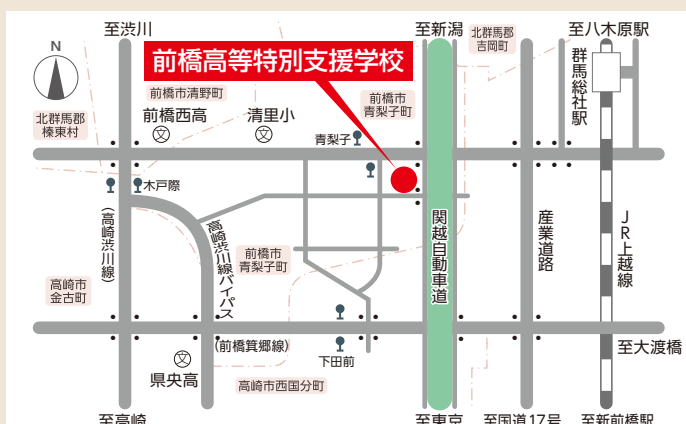 至渋川
至新潟
北群馬郡
吉岡町
至八木原駅
N
前橋高等特別支援学校
群馬総社駅
前橋市清野町
前橋市
青梨子町
北群馬郡
榛東村
前橋西高
清里小
文
文
青梨子
木戸際
(高崎渋川線)
高崎渋川線バイパス
前橋市
青梨子町
関越自動車道
産業道路
JR上越線
高崎市
金古町
(前橋箕郷線)
文
県央高
下田前
至大渡橋
高崎市西国分町
至高崎
至東京
至国道17号
至新前橋駅